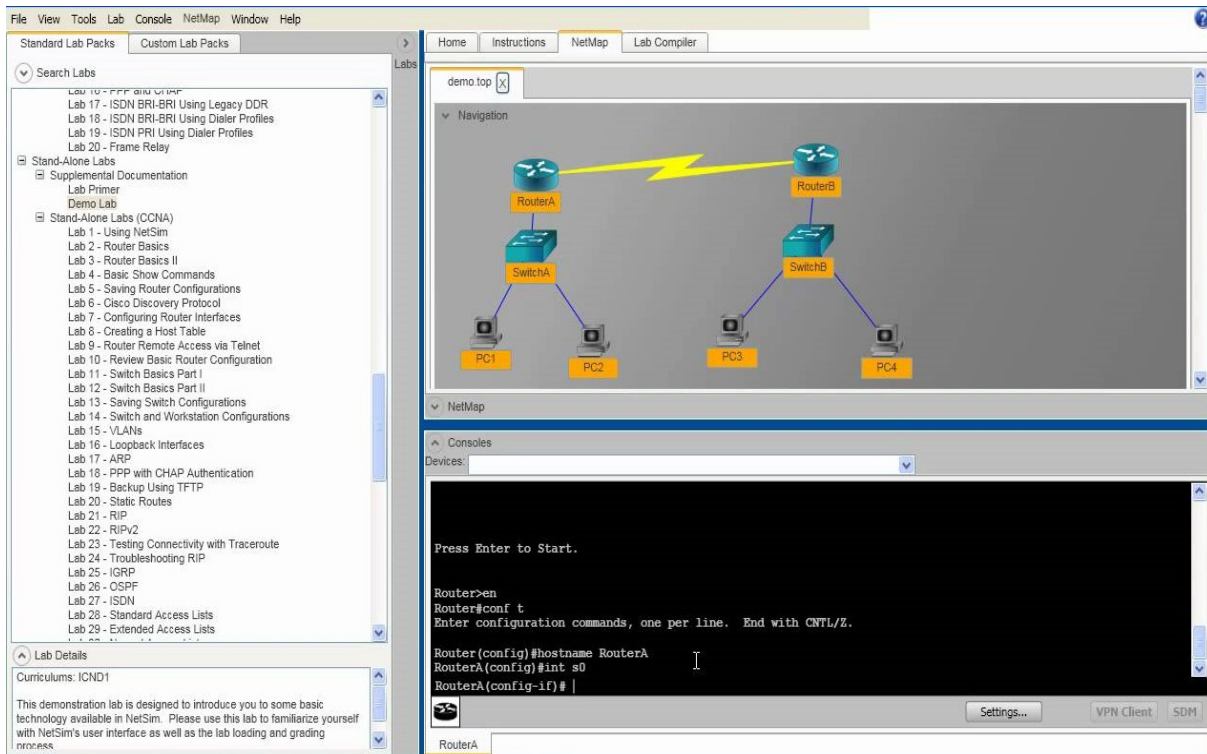 File View Tools Lab Console NetMap Window Help
Standard Lab Packs Custom Lab Packs
Search Labs
Lab 16 - PPP and CHAP
Lab 17 - ISDN BRI-BRI Using Legacy DDR
Lab 18 - ISDN BRI-BRI Using Dialer Profiles
Lab 19 - ISDN PRI Using Dialer Profiles
Lab 20 - Frame Relay
Stand-Alone Labs
Supplemental Documentation
Lab Primer
Demo Lab
Stand-Alone Labs (CCNA)
Lab 1 - Using NetSim
Lab 2 - Router Basics
Lab 3 - Router Basics II
Lab 4 - Basic Show Commands
Lab 5 - Saving Router Configurations
Lab 6 - Cisco Discovery Protocol
Lab 7 - Configuring Router Interfaces
Lab 8 - Creating a Host Table
Lab 9 - Router Remote Access via Telnet
Lab 10 - Review Basic Router Configuration
Lab 11 - Switch Basics Part I
Lab 12 - Switch Basics Part II
Lab 13 - Saving Switch Configurations
Lab 14 - Switch and Workstation Configurations
Lab 15 - VLANs
Lab 16 - Loopback Interfaces
Lab 17 - ARP
Lab 18 - PPP with CHAP Authentication
Lab 19 - Backup Using TFTP
Lab 20 - Static Routes
Lab 21 - RIP
Lab 22 - RIPv2
Lab 23 - Testing Connectivity with Traceroute
Lab 24 - Troubleshooting RIP
Lab 25 - IGRP
Lab 26 - OSPF
Lab 27 - ISDN
Lab 28 - Standard Access Lists
Lab 29 - Extended Access Lists
Lab Details
Curriculums: ICND1
This demonstration lab is designed to introduce you to some basic
technology available in NetSim. Please use this lab to familiarize yourself
with NetSim's user interface as well as the lab loading and grading
process
Labs
Home Instructions NetMap Lab Compiler
demo.top X
Navigation
RouterA
RouterB
SwitchA
SwitchB
PC1
PC2
PC3
PC4
NetMap
Consoles
Devices:
Press Enter to Start.
Router>en
Router#conf t
Enter configuration commands, one per line. End with CNTL/Z.
Router(config)#hostname RouterA
RouterA(config)#int s0
RouterA(config-if)#
Settings... VPN Client SDM
RouterA